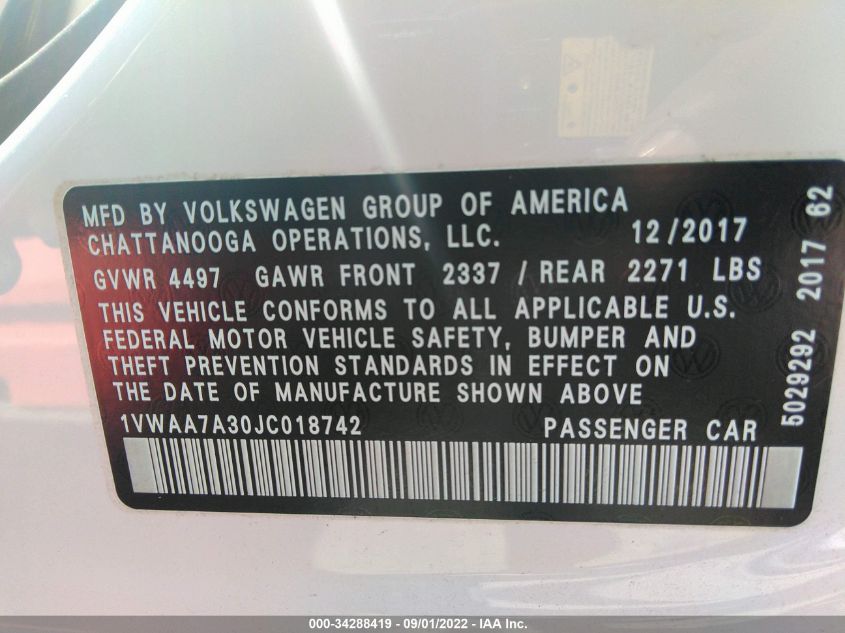 MFD BY VOLKSWAGEN GROUP OF AMERICA
CHATTANOOGA OPERATIONS, LLC. 12/2017
GVWR 4497 GAWR FRONT 2337 / REAR 2271 LBS
THIS VEHICLE CONFORMS TO ALL APPLICABLE U.S.
FEDERAL MOTOR VEHICLE SAFETY, BUMPER AND
THEFT PREVENTION STANDARDS IN EFFECT ON
THE DATE OF MANUFACTURE SHOWN ABOVE
1VWAA7A30JC018742 PASSENGER CAR
5029292 2017 62
000-34288419 - 09/01/2022 - IAA Inc.